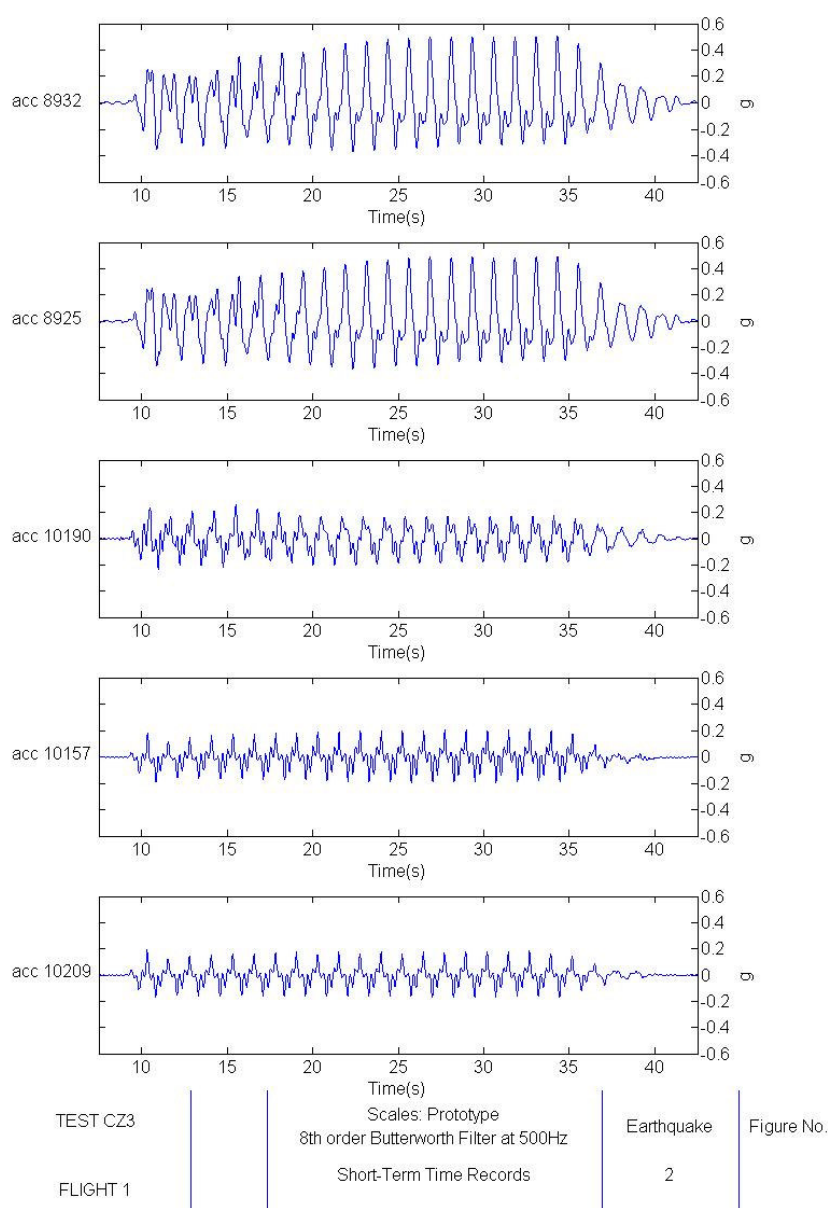 0.6
0.4
0.2
0
-0.2
-0.4
-0.6
acc 8932
g
10 15 20 25 30 35 40
Time(s)
0.6
0.4
0.2
0
-0.2
-0.4
-0.6
acc 8925
g
10 15 20 25 30 35 40
Time(s)
0.6
0.4
0.2
0
-0.2
-0.4
-0.6
acc 10190
g
10 15 20 25 30 35 40
Time(s)
0.6
0.4
0.2
0
-0.2
-0.4
-0.6
acc 10157
g
10 15 20 25 30 35 40
Time(s)
0.6
0.4
0.2
0
-0.2
-0.4
-0.6
acc 10209
g
10 15 20 25 30 35 40
Time(s)
TEST CZ3
FLIGHT 1
Scales: Prototype
8th order Butterworth Filter at 500Hz
Short-Term Time Records
Earthquake
2
Figure No.